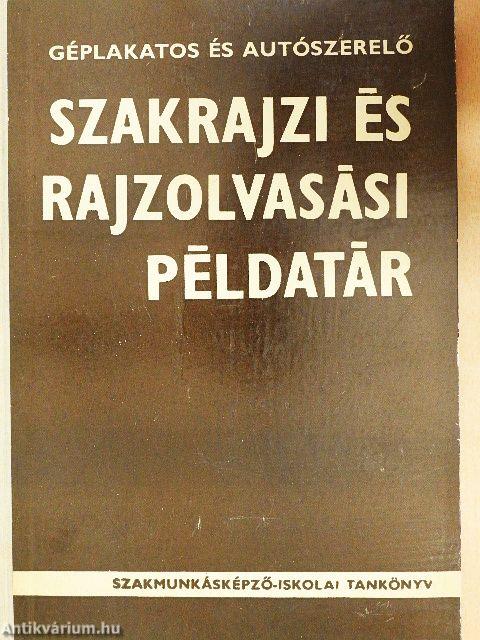 GÉPLAKATOS ÉS AUTÓSZERELŐ
SZAKRAJZI ÉS
RAJZOLVASÁSI
PÉLDATÁR
SZAKMUNKÁSKÉPZŐ-ISKOLAI TANKÖNYV
Antikvárium.hu